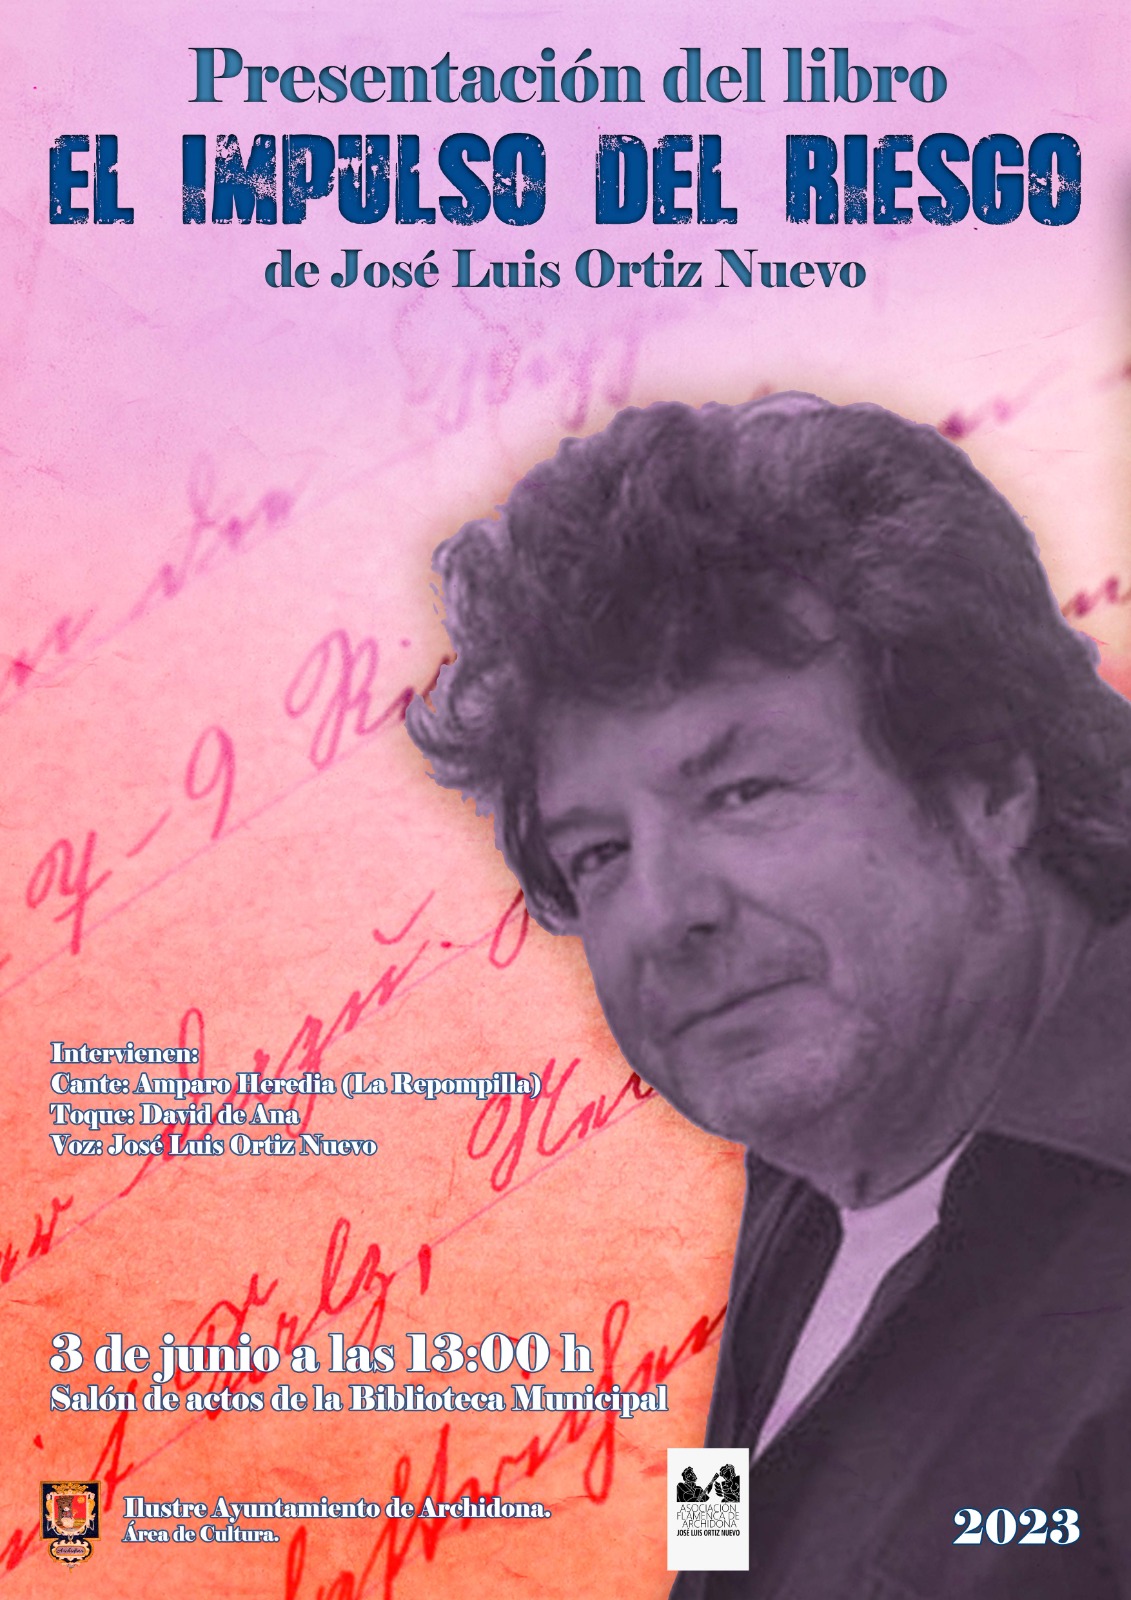 Presentación del libro
EL IMPULSO DEL RIESGO
de José Luis Ortiz Nuevo
Intervienen:
Cante: Amparo Heredia (La Repompilla)
Toque: David de Ana
Voz: José Luis Ortiz Nuevo
3 de junio a las 13:00 h
Salón de actos de la Biblioteca Municipal
Ilustre Ayuntamiento de Archidona.
Área de Cultura.
ASOCIACIÓN
FLAMENCA DE
ARCHIDONA
JOSÉ LUIS ORTIZ NUEVO
2023